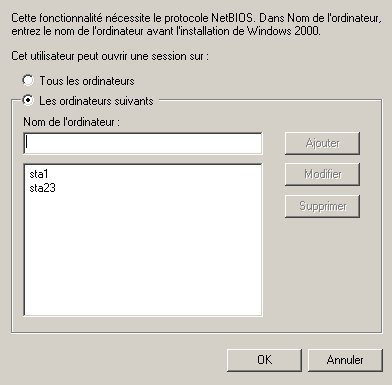 Cette fonctionnalité nécessite le protocole NetBIOS. Dans Nom de l'ordinateur,
entrez le nom de l'ordinateur avant l'installation de Windows 2000.
Cet utilisateur peut ouvrir une session sur :
Tous les ordinateurs
Les ordinateurs suivants
Nom de l'ordinateur :
Ajouter
sta1
sta23
Modifier
Supprimer
OK
Annuler